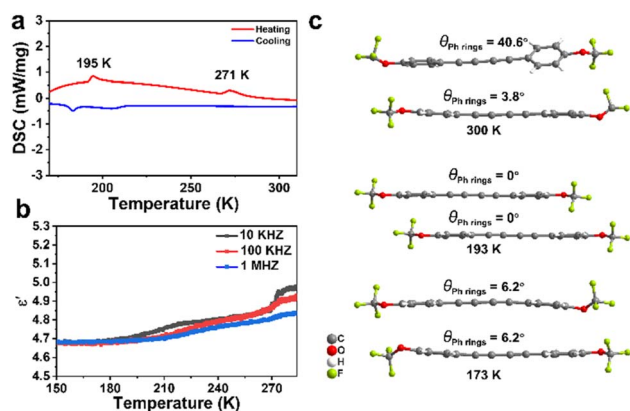 a
Heating
Cooling
195 K
271 K
DSC (mW/mg)
3
2
1
0
-1
-2
-3
200
250
300
Temperature (K)
b
10 KHZ
100 KHZ
1 MHZ
ε'
5.3
5.2
5.1
5.0
4.9
4.8
4.7
4.6
4.5
150
180
210
240
270
Temperature (K)
c
θPh rings = 40.6°
θPh rings = 3.8°
300 K
θPh rings = 0°
θPh rings = 0°
193 K
θPh rings = 6.2°
θPh rings = 6.2°
173 K
C
O
H
F